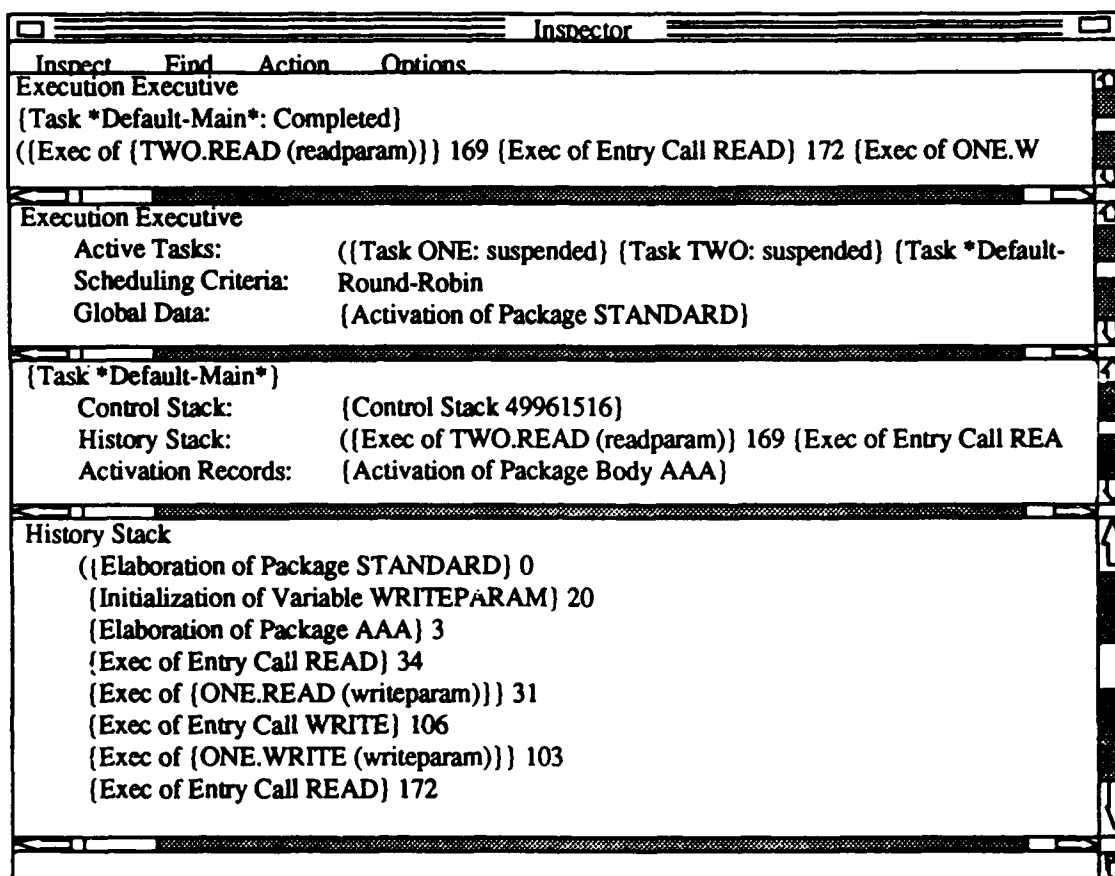 Inspector
Inspect Find Action Options
Execution Executive
{Task *Default-Main*: Completed}
({Exec of {TWO.READ (readparam)}} 169 {Exec of Entry Call READ} 172 {Exec of ONE.W
Execution Executive
Active Tasks: ({Task ONE: suspended} {Task TWO: suspended} {Task *Default-
Scheduling Criteria: Round-Robin
Global Data: {Activation of Package STANDARD}
{Task *Default-Main*}
Control Stack: {Control Stack 49961516}
History Stack: ({Exec of TWO.READ (readparam)} 169 {Exec of Entry Call REA
Activation Records: {Activation of Package Body AAA}
History Stack
({Elaboration of Package STANDARD} 0
{Initialization of Variable WRITEPARAM} 20
{Elaboration of Package AAA} 3
{Exec of Entry Call READ} 34
{Exec of {ONE.READ (writeparam)}} 31
{Exec of Entry Call WRITE} 106
{Exec of {ONE.WRITE (writeparam)}} 103
{Exec of Entry Call READ} 172